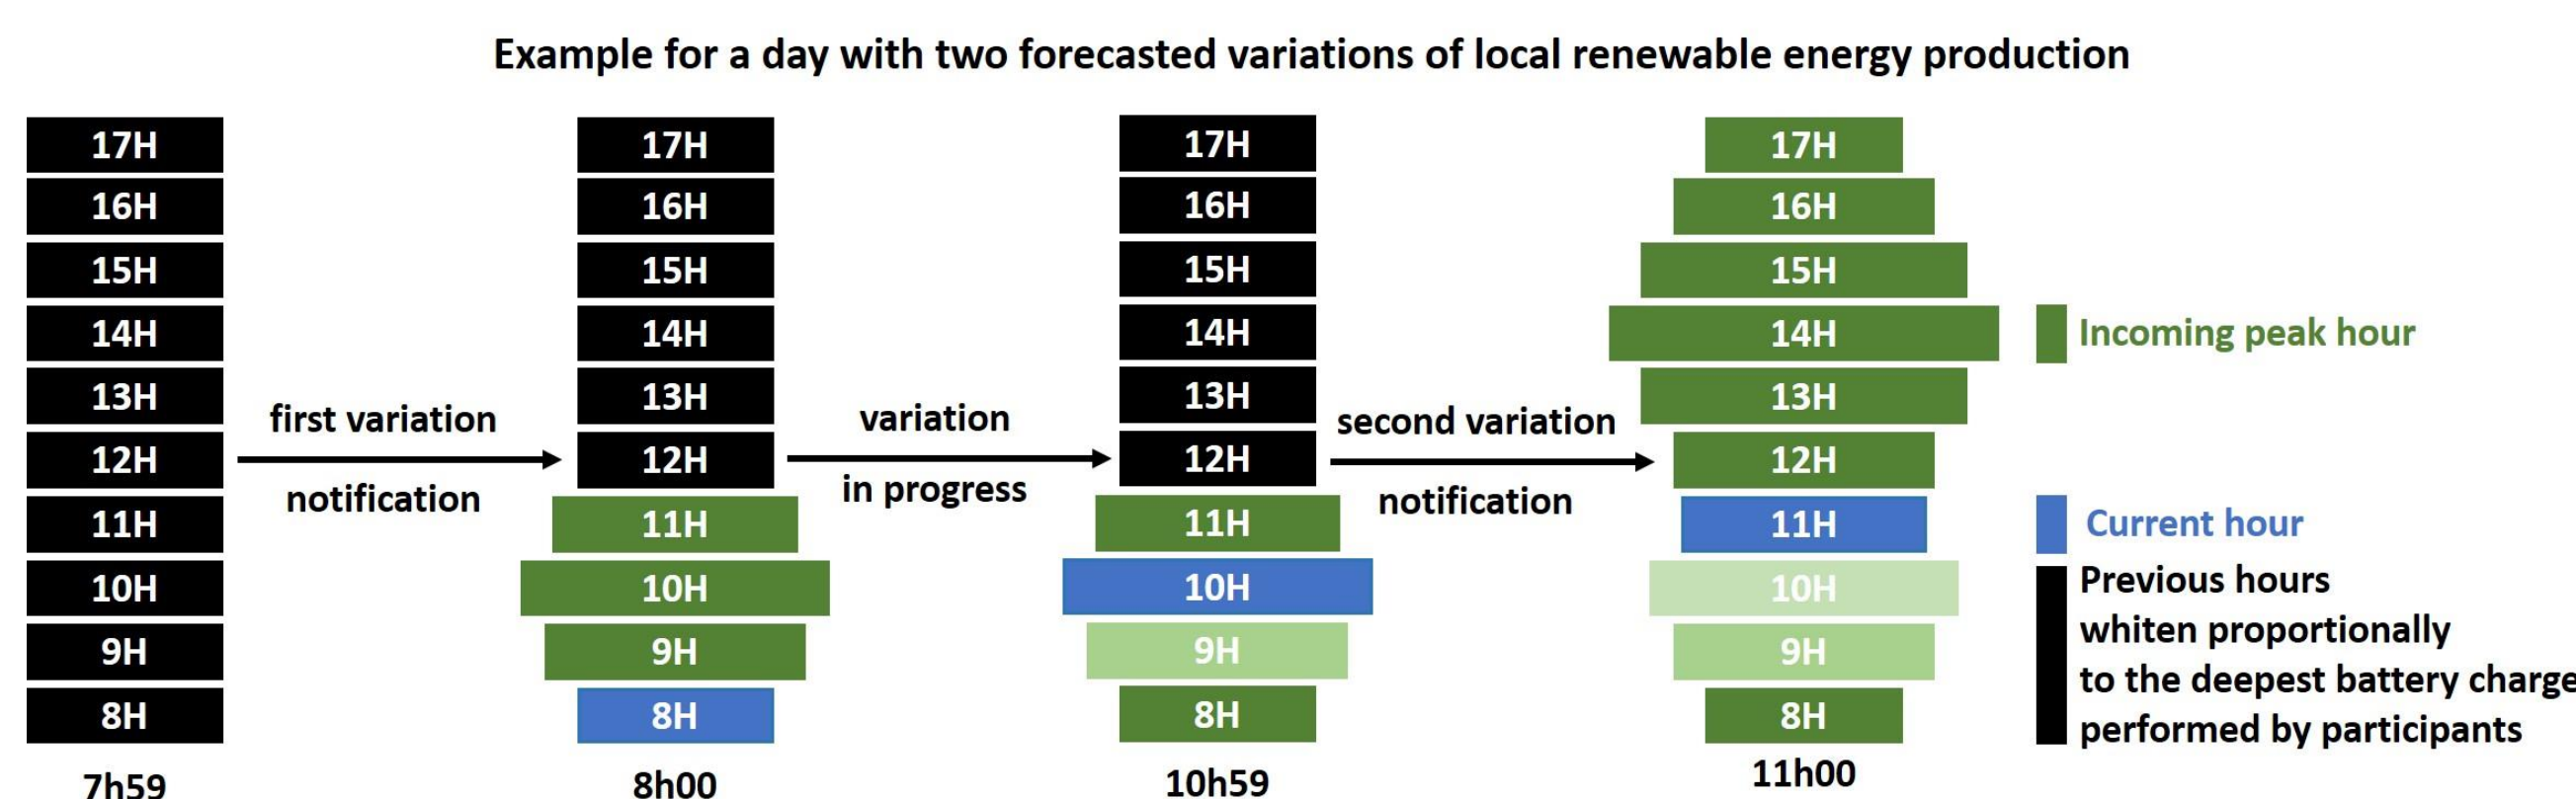 Example for a day with two forecasted variations of local renewable energy production
17H
16H
15H
14H
13H
12H
11H
10H
9H
8H
7h59
first variation
notification
17H
16H
15H
14H
13H
12H
11H
10H
9H
8H
8h00
variation
in progress
17H
16H
15H
14H
13H
12H
11H
10H
9H
8H
10h59
second variation
notification
17H
16H
15H
14H
13H
12H
11H
10H
9H
8H
11h00
Incoming peak hour
Current hour
Previous hours
whiten proportionally
to the deepest battery charge
performed by participants